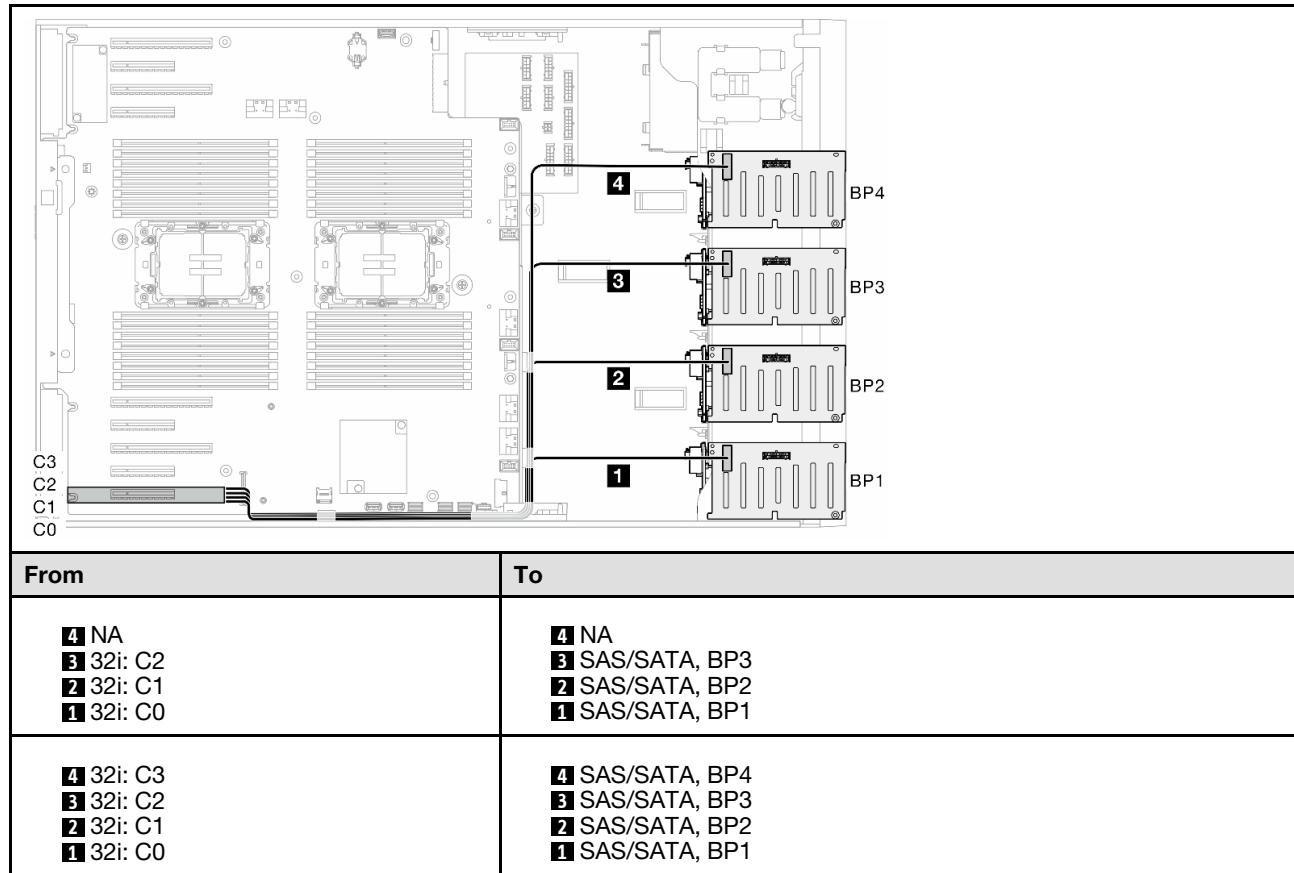 4
BP4
3
BP3
2
BP2
1
BP1
C3
C2
C1
C0
From To
4 NA 4 NA
3 32i: C2 3 SAS/SATA, BP3
2 32i: C1 2 SAS/SATA, BP2
1 32i: C0 1 SAS/SATA, BP1
4 32i: C3 4 SAS/SATA, BP4
3 32i: C2 3 SAS/SATA, BP3
2 32i: C1 2 SAS/SATA, BP2
1 32i: C0 1 SAS/SATA, BP1